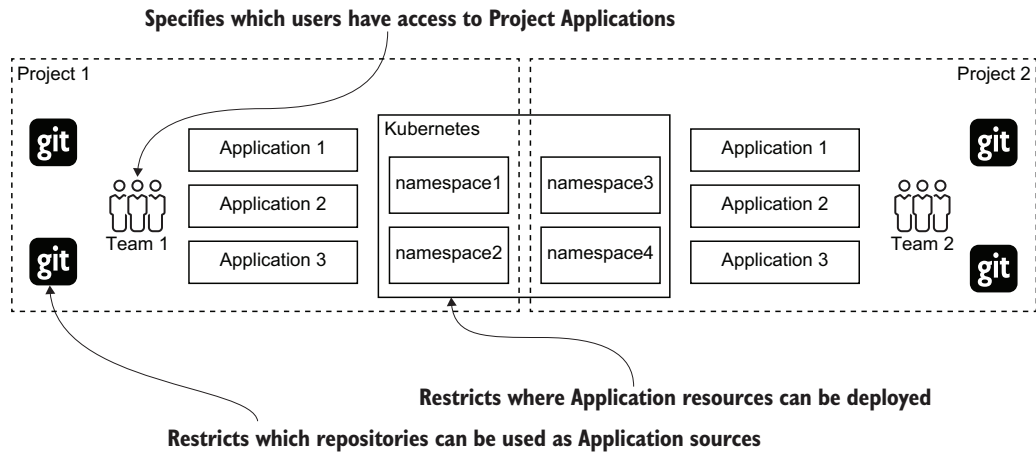 Specifies which users have access to Project Applications
Project 1
Project 2
git
git
Kubernetes
Application 1
Application 1
namespace1
namespace3
Application 2
Application 2
Team 1
Team 2
git
git
Application 3
Application 3
namespace2
namespace4
Restricts where Application resources can be deployed
Restricts which repositories can be used as Application sources